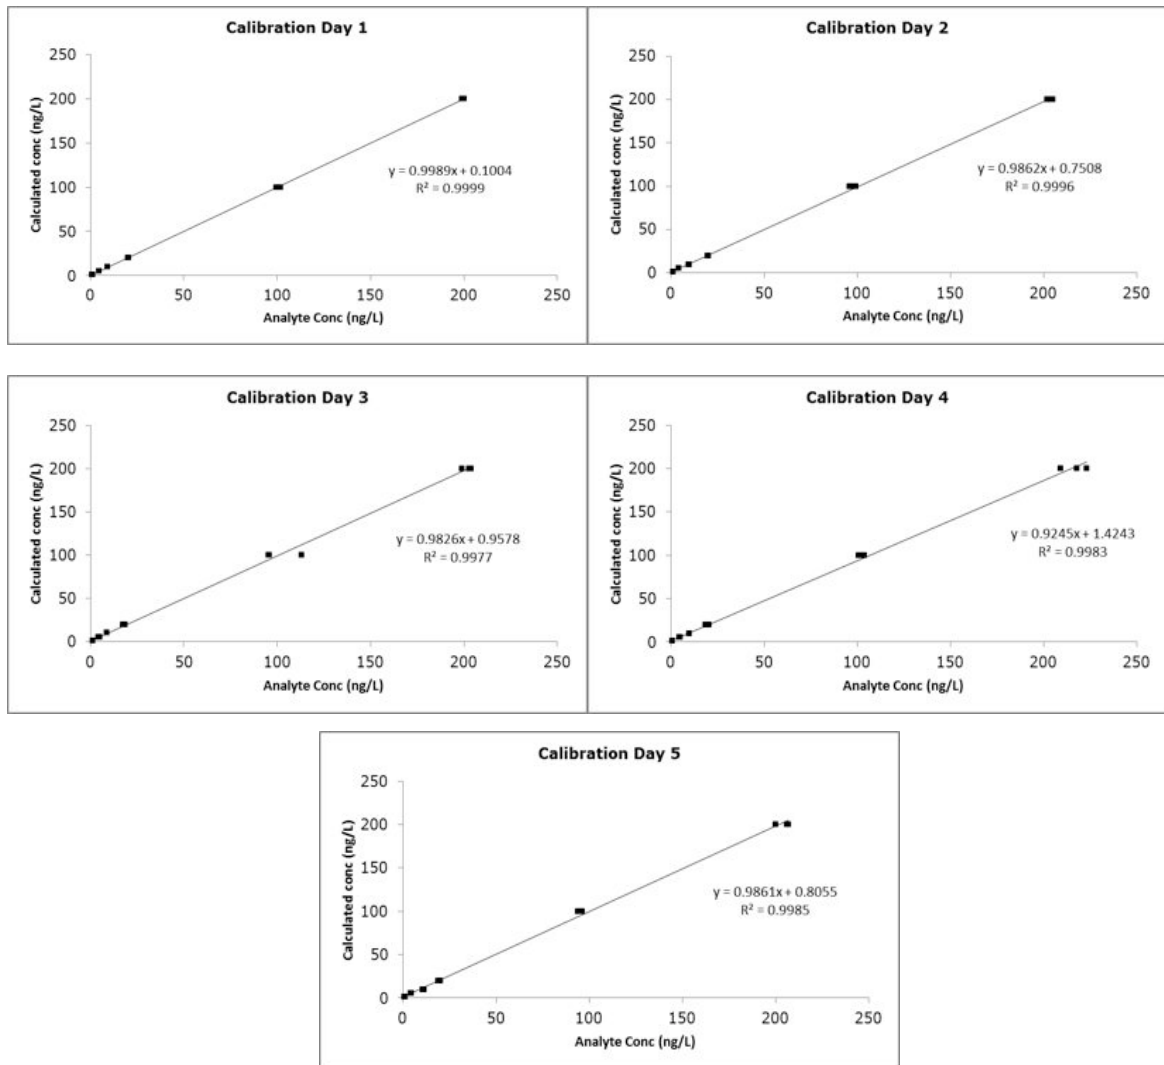 Calibration Day 1
250
200
150
100
50
0
Calculated conc (ng/L)
y = 0.9989x + 0.1004
R² = 0.9999
0 50 100 150 200 250
Analyte Conc (ng/L)
Calibration Day 2
250
200
150
100
50
0
Calculated conc (ng/L)
y = 0.9862x + 0.7508
R² = 0.9996
0 50 100 150 200 250
Analyte Conc (ng/L)
Calibration Day 3
250
200
150
100
50
0
Calculated conc (ng/L)
y = 0.9826x + 0.9578
R² = 0.9977
0 50 100 150 200 250
Analyte Conc (ng/L)
Calibration Day 4
250
200
150
100
50
0
Calculated conc (ng/L)
y = 0.9245x + 1.4243
R² = 0.9983
0 50 100 150 200 250
Analyte Conc (ng/L)
Calibration Day 5
250
200
150
100
50
0
Calculated conc (ng/L)
y = 0.9861x + 0.8055
R² = 0.9985
0 50 100 150 200 250
Analyte Conc (ng/L)